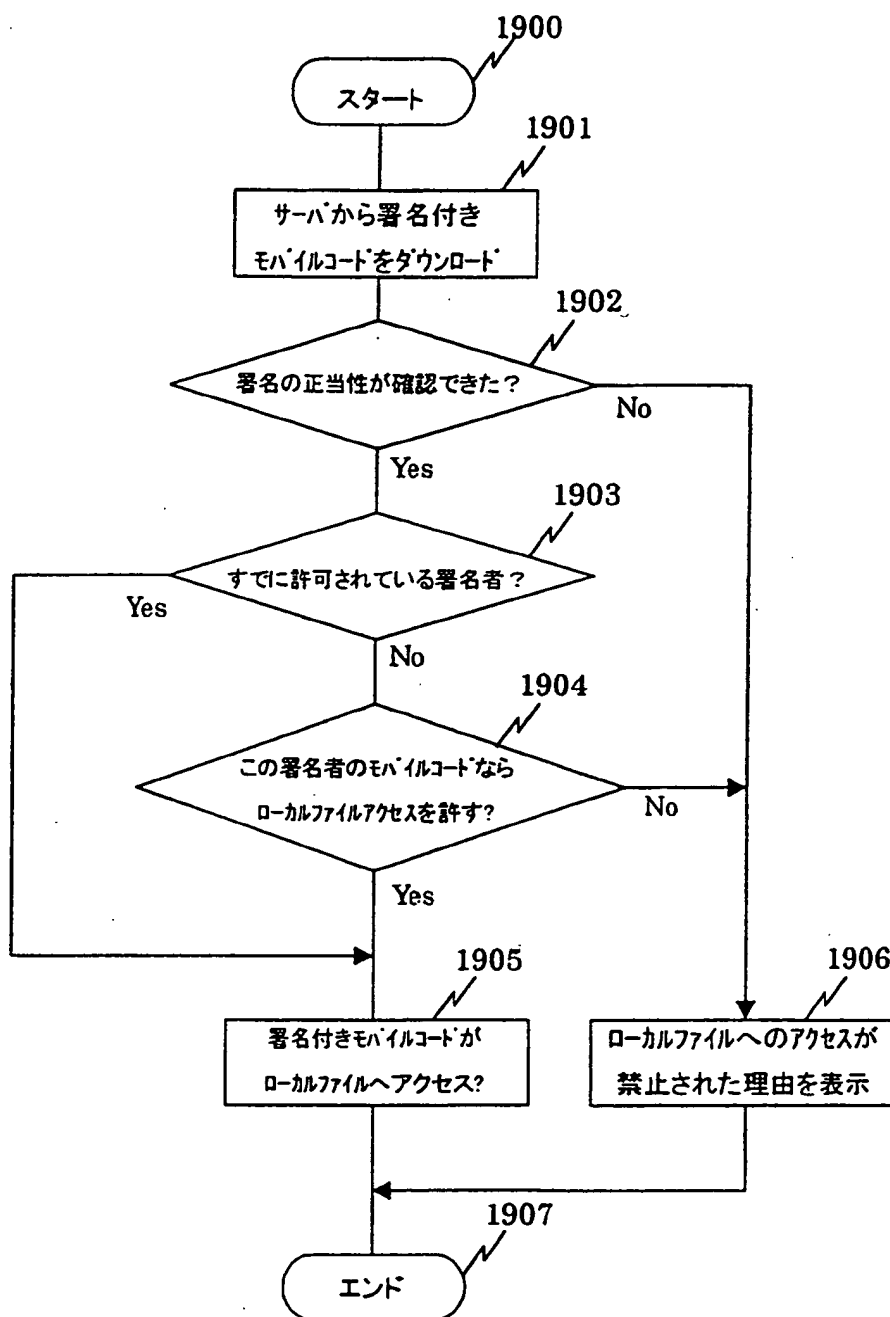 1900
スタート
1901
サーバから署名付き
モバイルコードをダウンロード
1902
署名の正当性が確認できた?
No
Yes
1903
すでに許可されている署名者?
Yes
No
1904
この署名者のモバイルコードなら
ローカルファイルアクセスを許す?
No
Yes
1905
署名付きモバイルコードが
ローカルファイルへアクセス?
1906
ローカルファイルへのアクセスが
禁止された理由を表示
1907
エンド